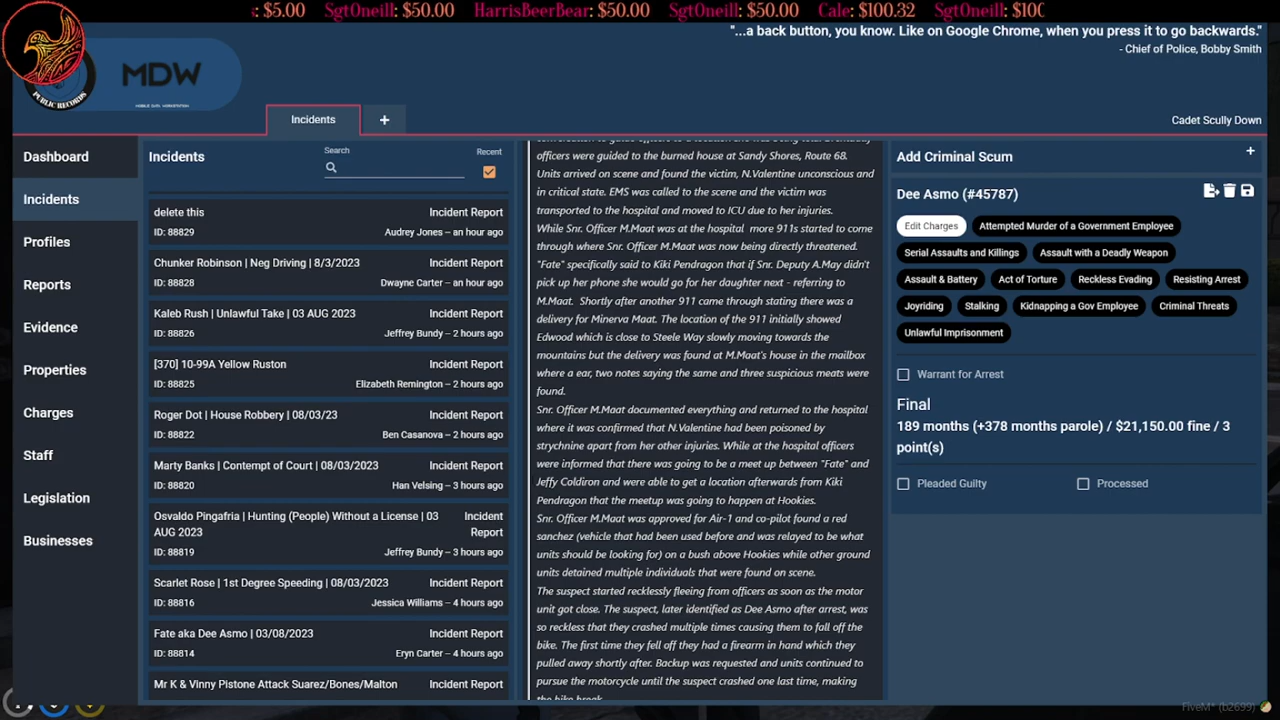 : $5.00 SgtOneill: $50.00 HarrisBeerBear: $50.00 SgtOneill: $50.00 Cale: $100.32 SgtOneill: $100
"...a back button, you know. Like on Google Chrome, when you press it to go backwards."
- Chief of Police, Bobby Smith
MDW
MOBILE DATA WORKSTATION
PUBLIC RECORDS
Incidents
+
Cadet Scully Down
Dashboard
Incidents
Profiles
Reports
Evidence
Properties
Charges
Staff
Legislation
Businesses
Incidents
Search
Recent
delete this Incident Report
ID: 88829 Audrey Jones – an hour ago
Chunker Robinson | Neg Driving | 8/3/2023 Incident Report
ID: 88828 Dwayne Carter – an hour ago
Kaleb Rush | Unlawful Take | 03 AUG 2023 Incident Report
ID: 88826 Jeffrey Bundy – 2 hours ago
[370] 10-99A Yellow Ruston Incident Report
ID: 88825 Elizabeth Remington – 2 hours ago
Roger Dot | House Robbery | 08/03/23 Incident Report
ID: 88822 Ben Casanova – 2 hours ago
Marty Banks | Contempt of Court | 08/03/2023 Incident Report
ID: 88820 Han Velsing – 3 hours ago
Osvaldo Pingafria | Hunting (People) Without a License | 03 Incident
AUG 2023 Report
ID: 88819 Jeffrey Bundy – 3 hours ago
Scarlet Rose | 1st Degree Speeding | 08/03/2023 Incident Report
ID: 88816 Jessica Williams – 4 hours ago
Fate aka Dee Asmo | 03/08/2023 Incident Report
ID: 88814 Eryn Carter – 4 hours ago
Mr K & Vinny Pistone Attack Suarez/Bones/Malton Incident Report
officers were guided to the burned house at Sandy Shores, Route 68.
Units arrived on scene and found the victim, N.Valentine unconscious and
in critical state. EMS was called to the scene and the victim was
transported to the hospital and moved to ICU due to her injuries.
While Snr. Officer M.Maat was at the hospital more 911s started to come
through where Snr. Officer M.Maat was now being directly threatened.
"Fate" specifically said to Kiki Pendragon that if Snr. Deputy A.May didn't
pick up her phone she would go for her daughter next - referring to
M.Maat. Shortly after another 911 came through stating there was a
delivery for Minerva Maat. The location of the 911 initially showed
Edwood which is close to Steele Way slowly moving towards the
mountains but the delivery was found at M.Maat's house in the mailbox
where a ear, two notes saying the same and three suspicious meats were
found.
Snr. Officer M.Maat documented everything and returned to the hospital
where it was confirmed that N.Valentine had been poisoned by
strychnine apart from her other injuries. While at the hospital officers
were informed that there was going to be a meet up between "Fate" and
Jeffy Coldiron and were able to get a location afterwards from Kiki
Pendragon that the meetup was going to happen at Hookies.
Snr. Officer M.Maat was approved for Air-1 and co-pilot found a red
sanchez (vehicle that had been used before and was relayed to be what
units should be looking for) on a bush above Hookies while other ground
units detained multiple individuals that were found on scene.
The suspect started recklessly fleeing from officers as soon as the motor
unit got close. The suspect, later identified as Dee Asmo after arrest, was
so reckless that they crashed multiple times causing them to fall off the
bike. The first time they fell off they had a firearm in hand which they
pulled away shortly after. Backup was requested and units continued to
pursue the motorcycle until the suspect crashed one last time, making
the bike break
Add Criminal Scum +
Dee Asmo (#45787)
Edit Charges Attempted Murder of a Government Employee
Serial Assaults and Killings Assault with a Deadly Weapon
Assault & Battery Act of Torture Reckless Evading Resisting Arrest
Joyriding Stalking Kidnapping a Gov Employee Criminal Threats
Unlawful Imprisonment
Warrant for Arrest
Final
189 months (+378 months parole) / $21,150.00 fine / 3
point(s)
Pleaded Guilty Processed
FiveM* (b2699)